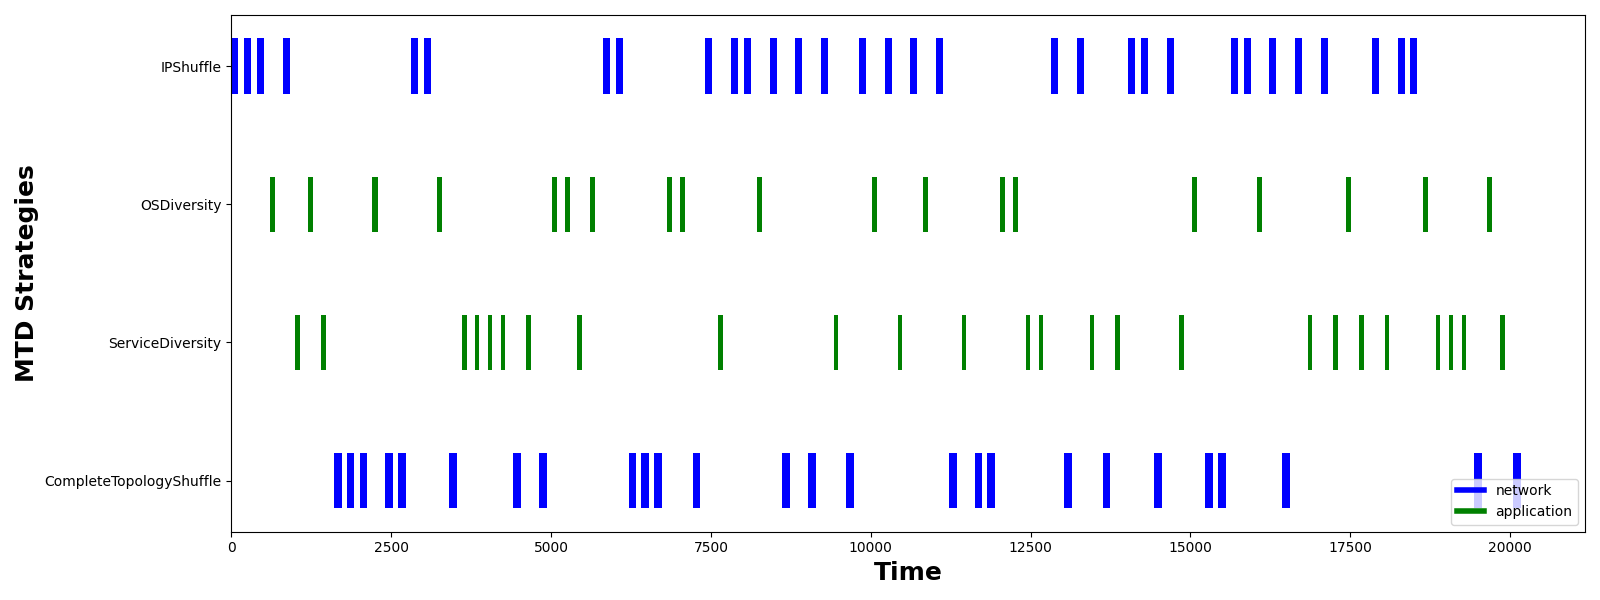 MTD Strategies
IPShuffle
OSDiversity
ServiceDiversity
CompleteTopologyShuffle
network
application
0 2500 5000 7500 10000 12500 15000 17500 20000
Time